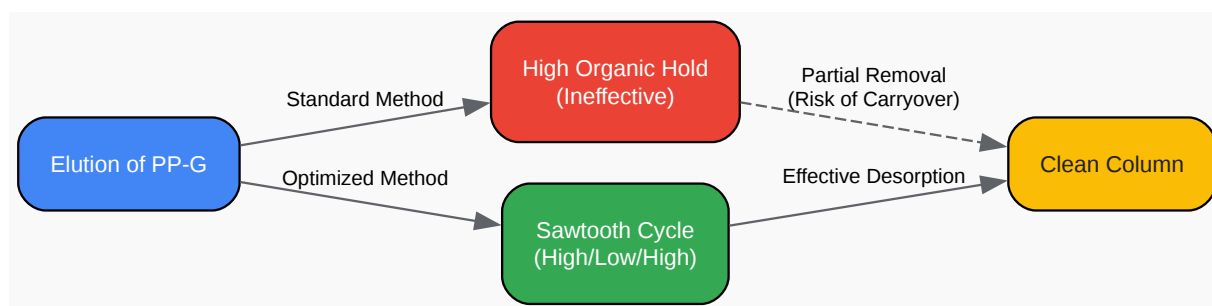 Elution of PP-G
Standard Method
Optimized Method
High Organic Hold
(Ineffective)
Sawtooth Cycle
(High/Low/High)
Partial Removal
(Risk of Carryover)
Effective Desorption
Clean Column